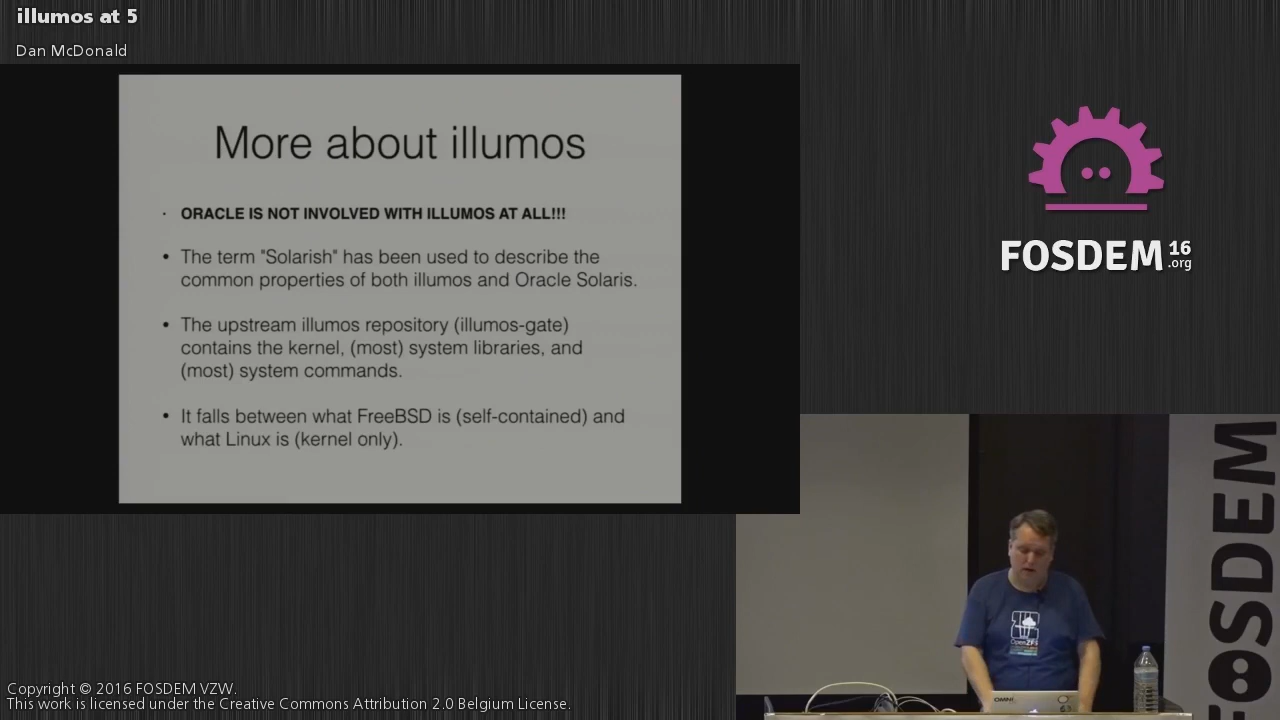 illumos at 5
Dan McDonald
More about illumos
· ORACLE IS NOT INVOLVED WITH ILLUMOS AT ALL!!!
• The term "Solarish" has been used to describe the
common properties of both illumos and Oracle Solaris.
• The upstream illumos repository (illumos-gate)
contains the kernel, (most) system libraries, and
(most) system commands.
• It falls between what FreeBSD is (self-contained) and
what Linux is (kernel only).
FOSDEM 16
.org
FOSDEM
OpenZFS
OMNI
Copyright © 2016 FOSDEM VZW.
This work is licensed under the Creative Commons Attribution 2.0 Belgium License.